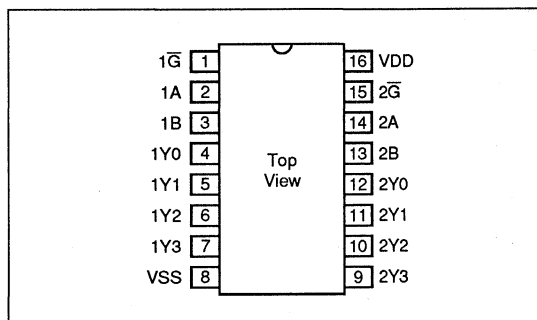 1G̅ 1 16 VDD
1A 2 15 2G̅
1B 3 14 2A
1Y0 4 13 2B
Top
View
1Y1 5 12 2Y0
1Y2 6 11 2Y1
1Y3 7 10 2Y2
VSS 8 9 2Y3